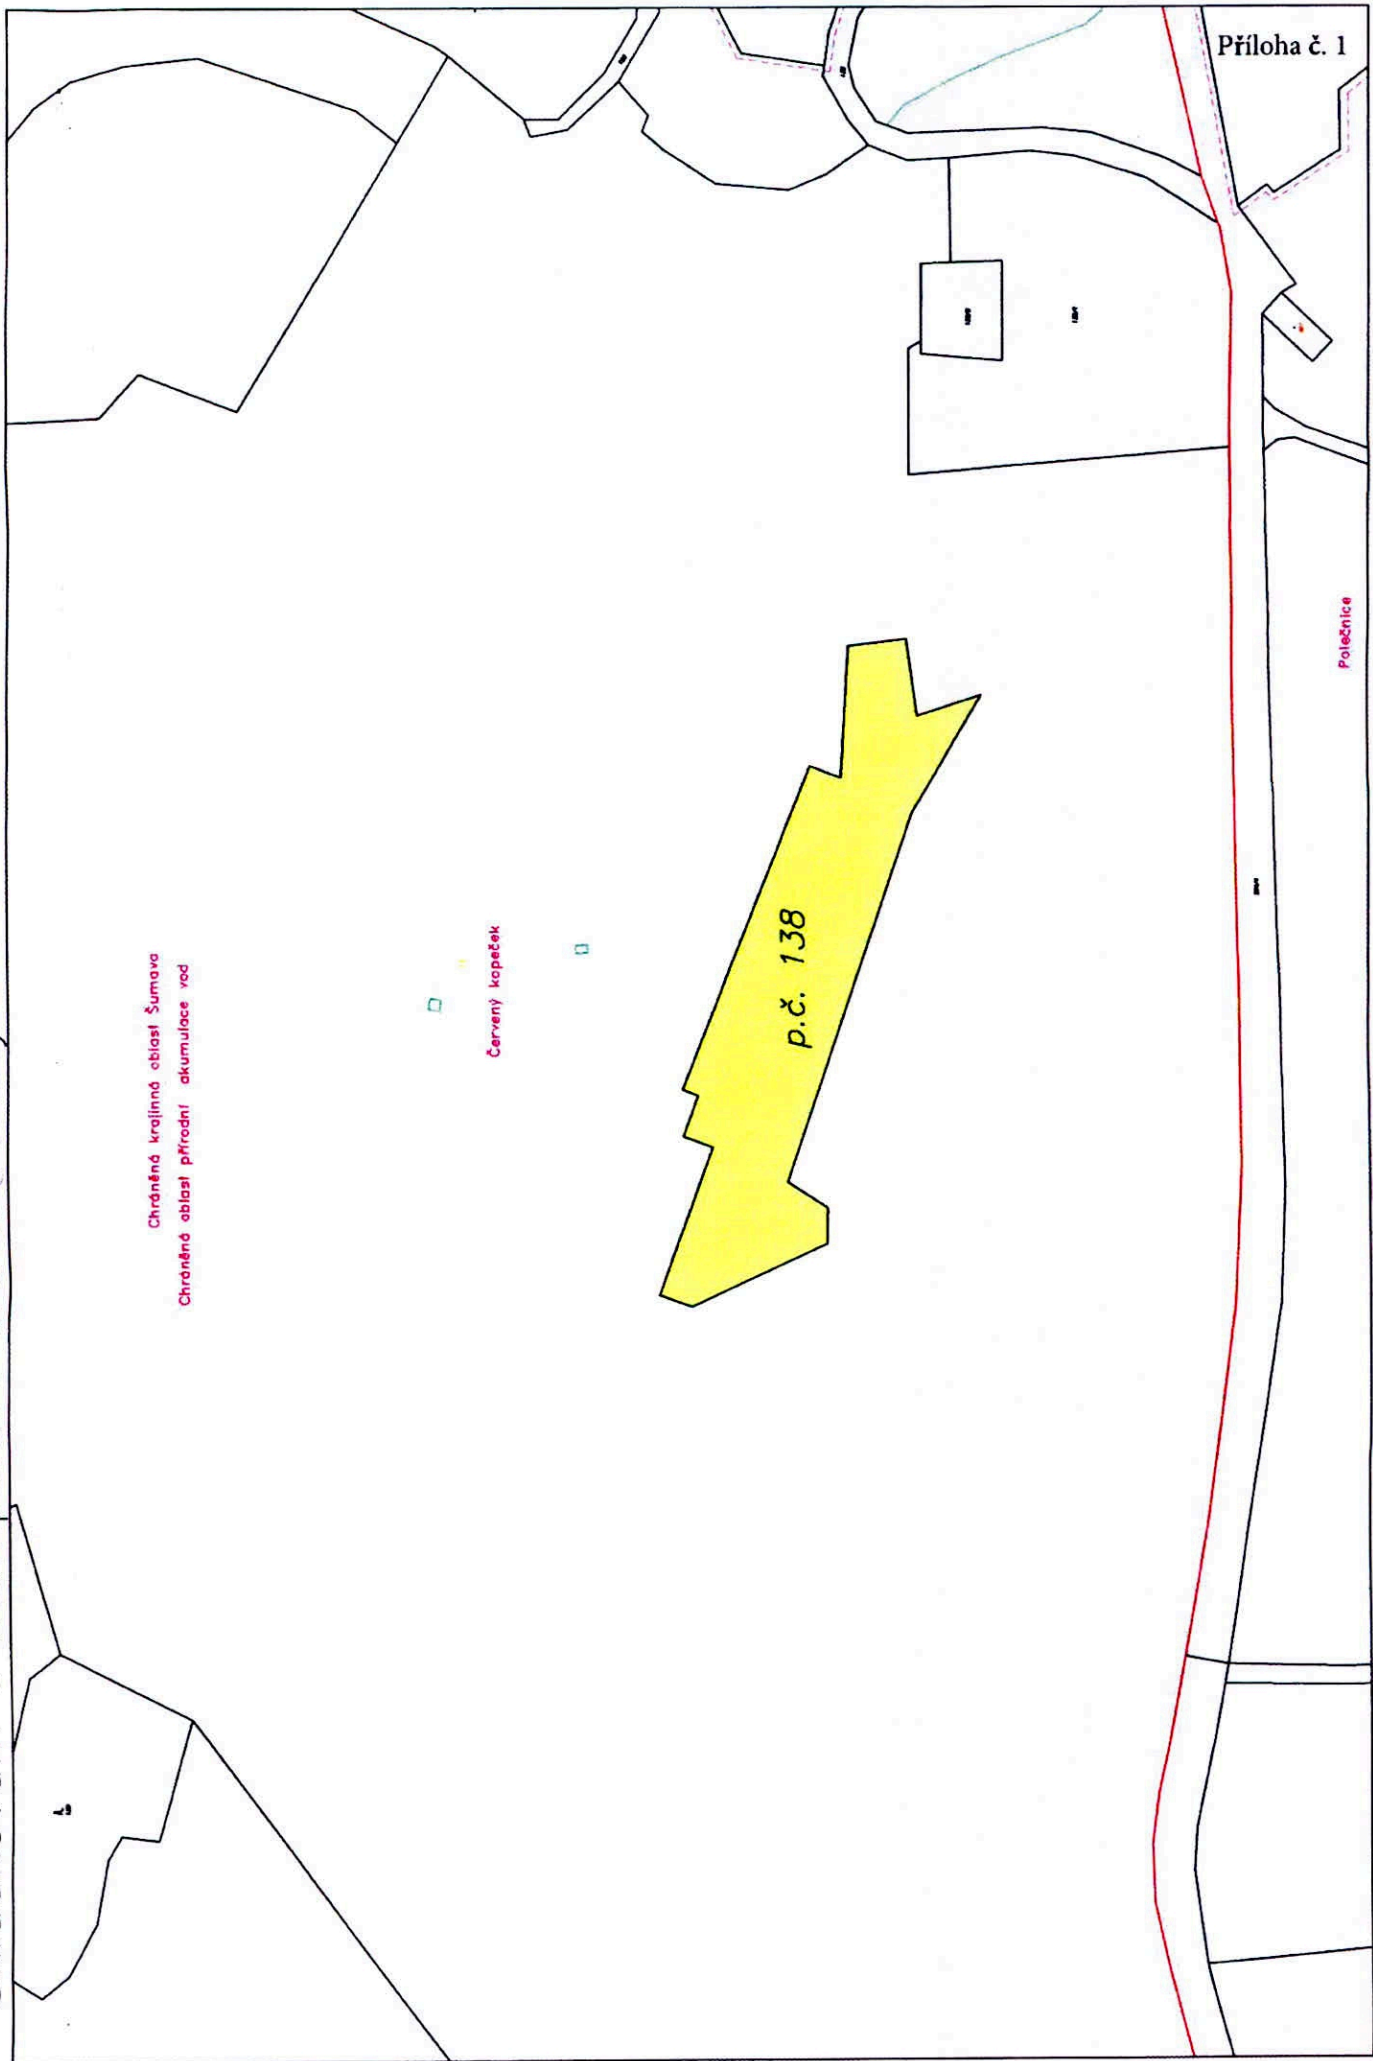 Příloha č. 1
Chráněná krajinná oblast Šumava
Chráněná oblast přírodní akumulace vod
Červený kopeček
p.č. 138
Polečnice